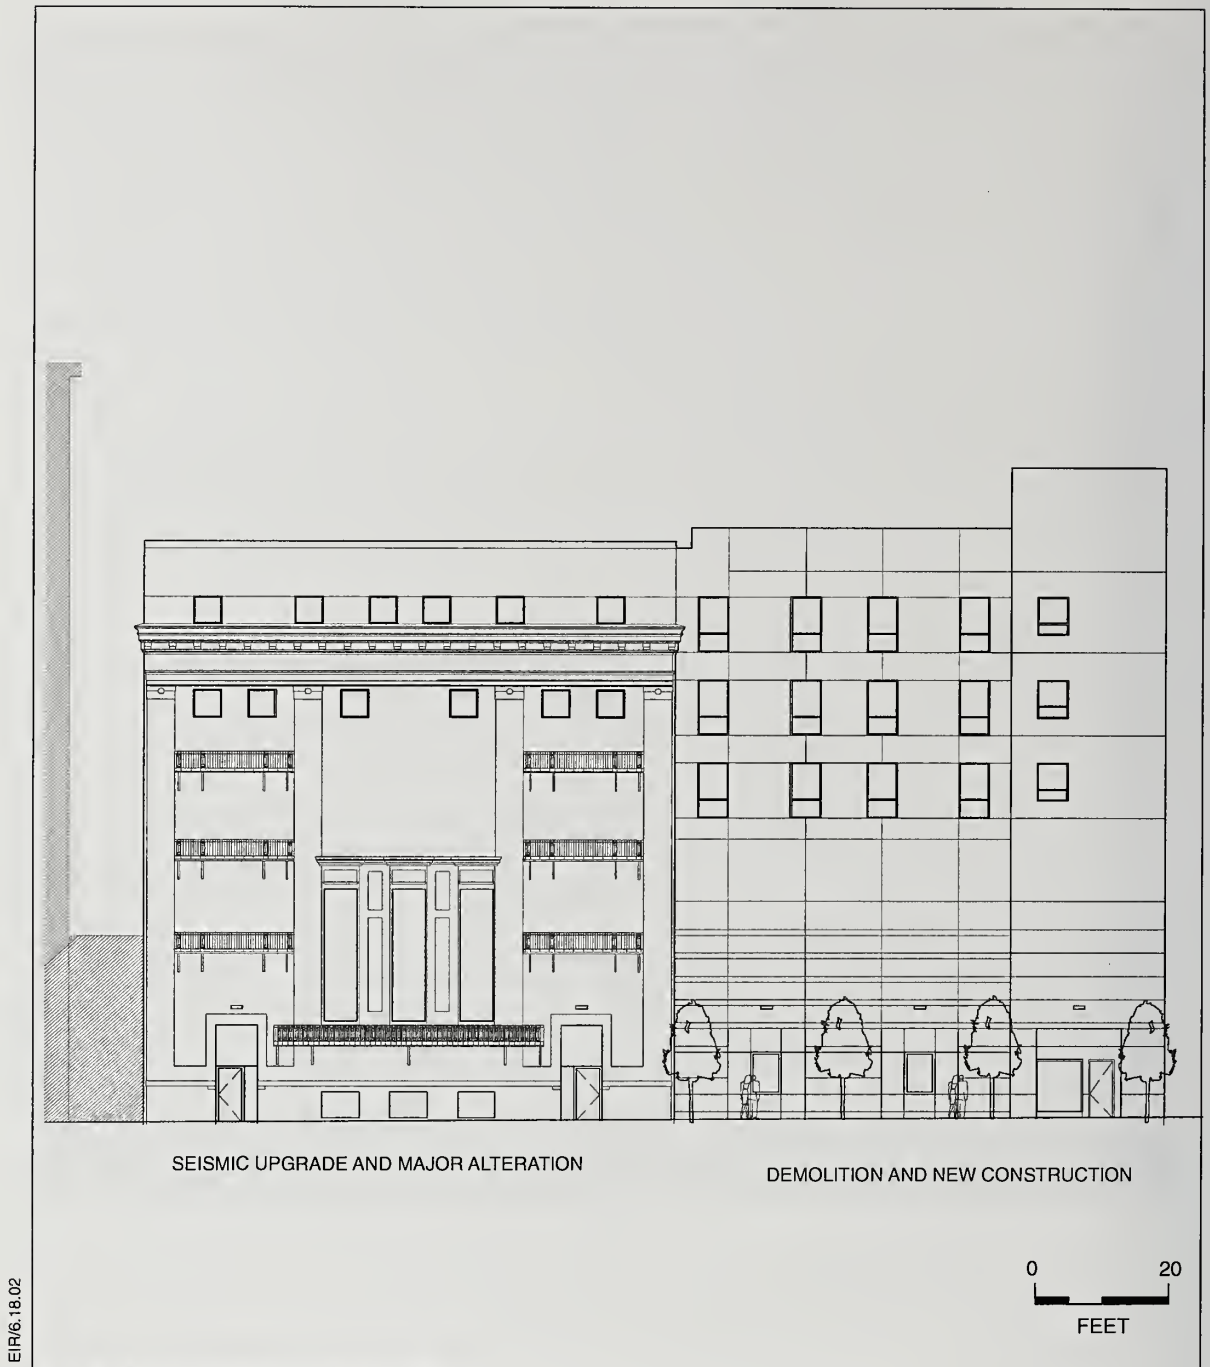 SEISMIC UPGRADE AND MAJOR ALTERATION
DEMOLITION AND NEW CONSTRUCTION
0 20
FEET
EIR/6.18.02